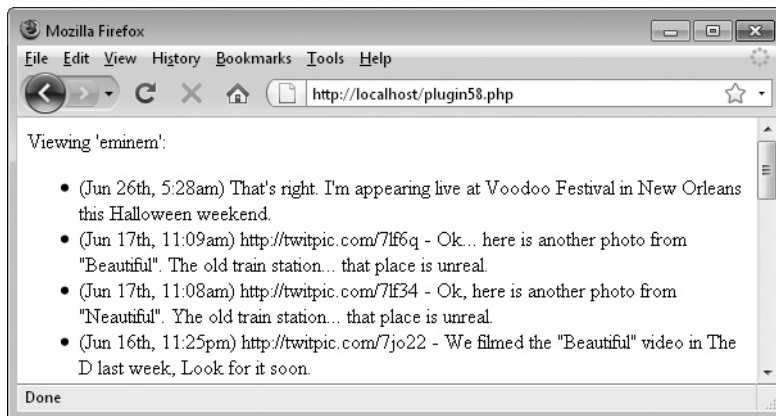 Mozilla Firefox
File Edit View History Bookmarks Tools Help
http://localhost/plugin58.php
Viewing 'eminem':
• (Jun 26th, 5:28am) That's right. I'm appearing live at Voodoo Festival in New Orleans
this Halloween weekend.
• (Jun 17th, 11:09am) http://twitpic.com/7lf6q - Ok... here is another photo from
"Beautiful". The old train station... that place is unreal.
• (Jun 17th, 11:08am) http://twitpic.com/7lf34 - Ok, here is another photo from
"Neautiful". Yhe old train station... that place is unreal.
• (Jun 16th, 11:25pm) http://twitpic.com/7jo22 - We filmed the "Beautiful" video in The
D last week, Look for it soon.
Done